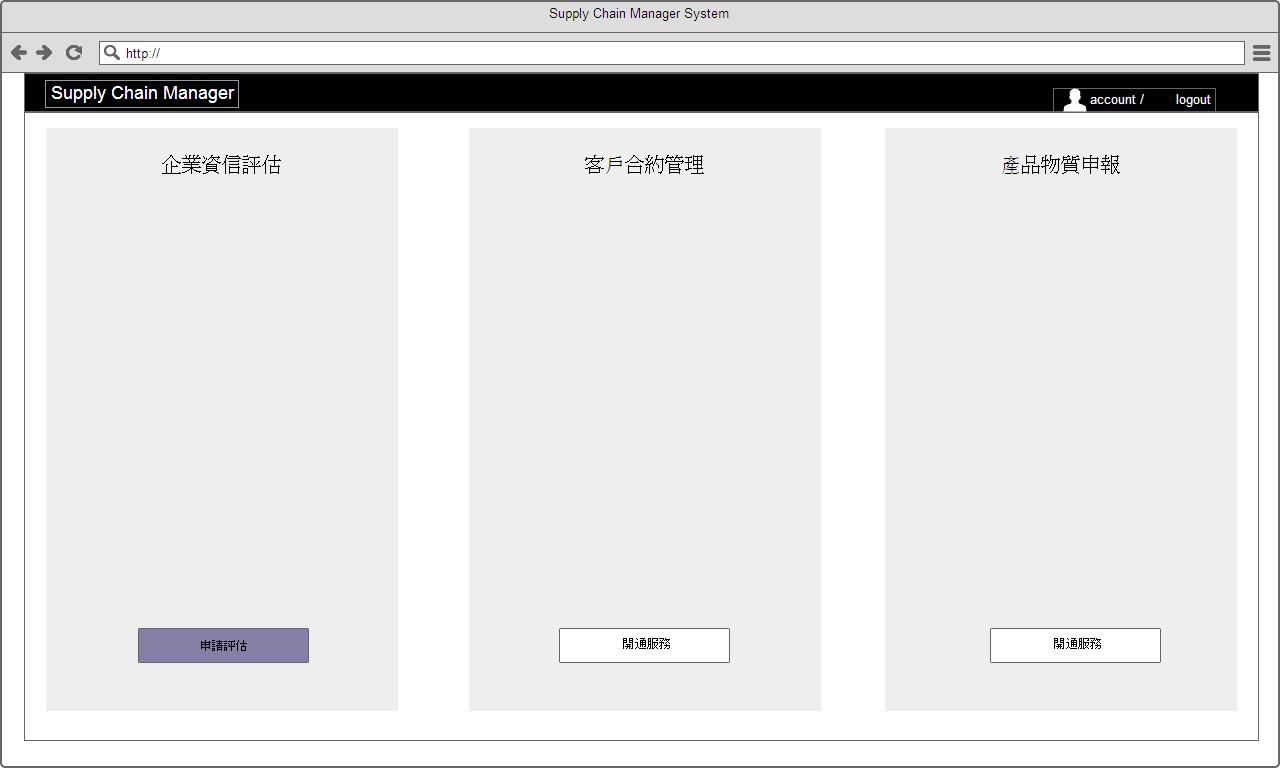 Supply Chain Manager System
http://
Supply Chain Manager
account / logout
企業資信評估
客戶合約管理
產品物質申報
申請評估
開通服務
開通服務